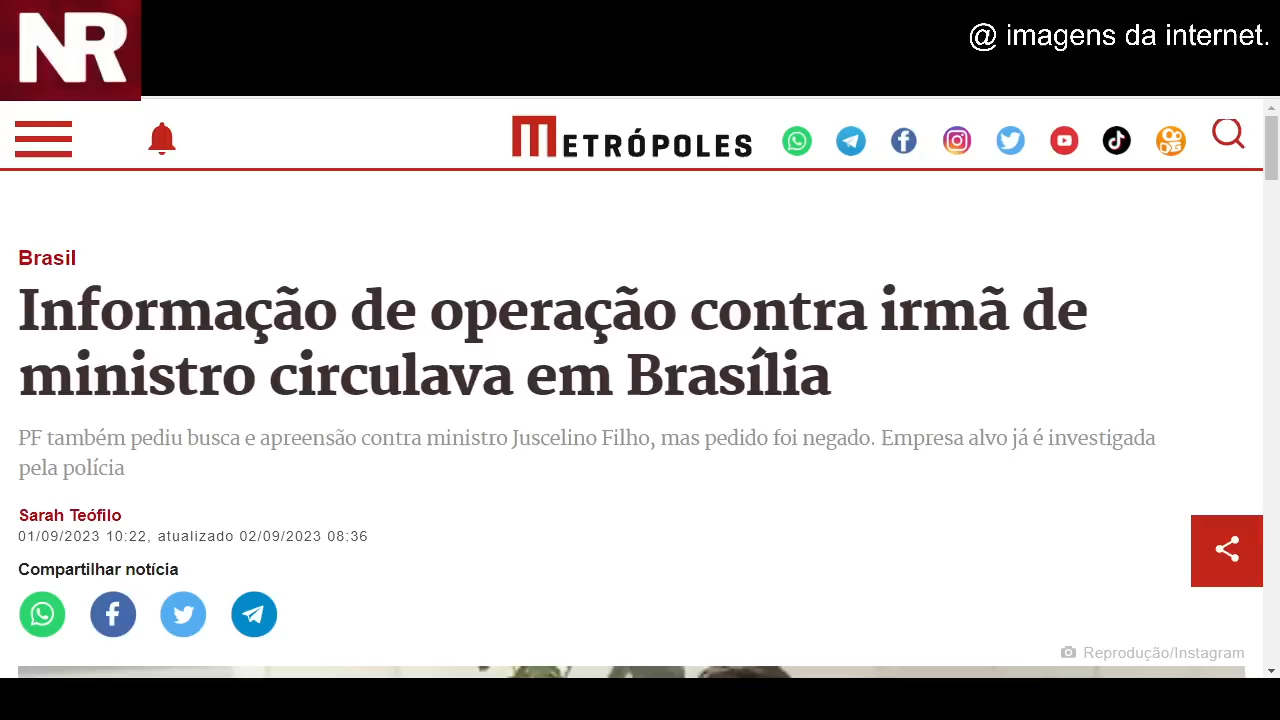 NR
@ imagens da internet.
METRÓPOLES
Brasil
Informação de operação contra irmã de
ministro circulava em Brasília
PF também pediu busca e apreensão contra ministro Juscelino Filho, mas pedido foi negado. Empresa alvo já é investigada
pela polícia
Sarah Teófilo
01/09/2023 10:22, atualizado 02/09/2023 08:36
Compartilhar notícia
Reprodução/Instagram